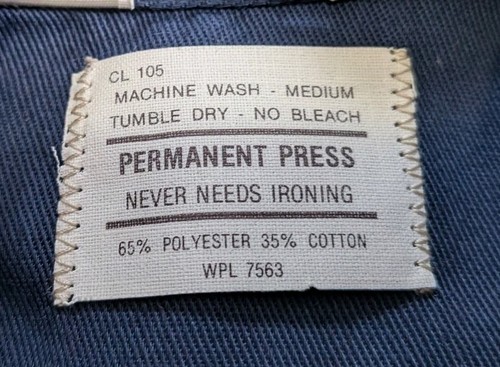 CL 105
MACHINE WASH - MEDIUM
TUMBLE DRY - NO BLEACH
PERMANENT PRESS
NEVER NEEDS IRONING
65% POLYESTER 35% COTTON
WPL 7563